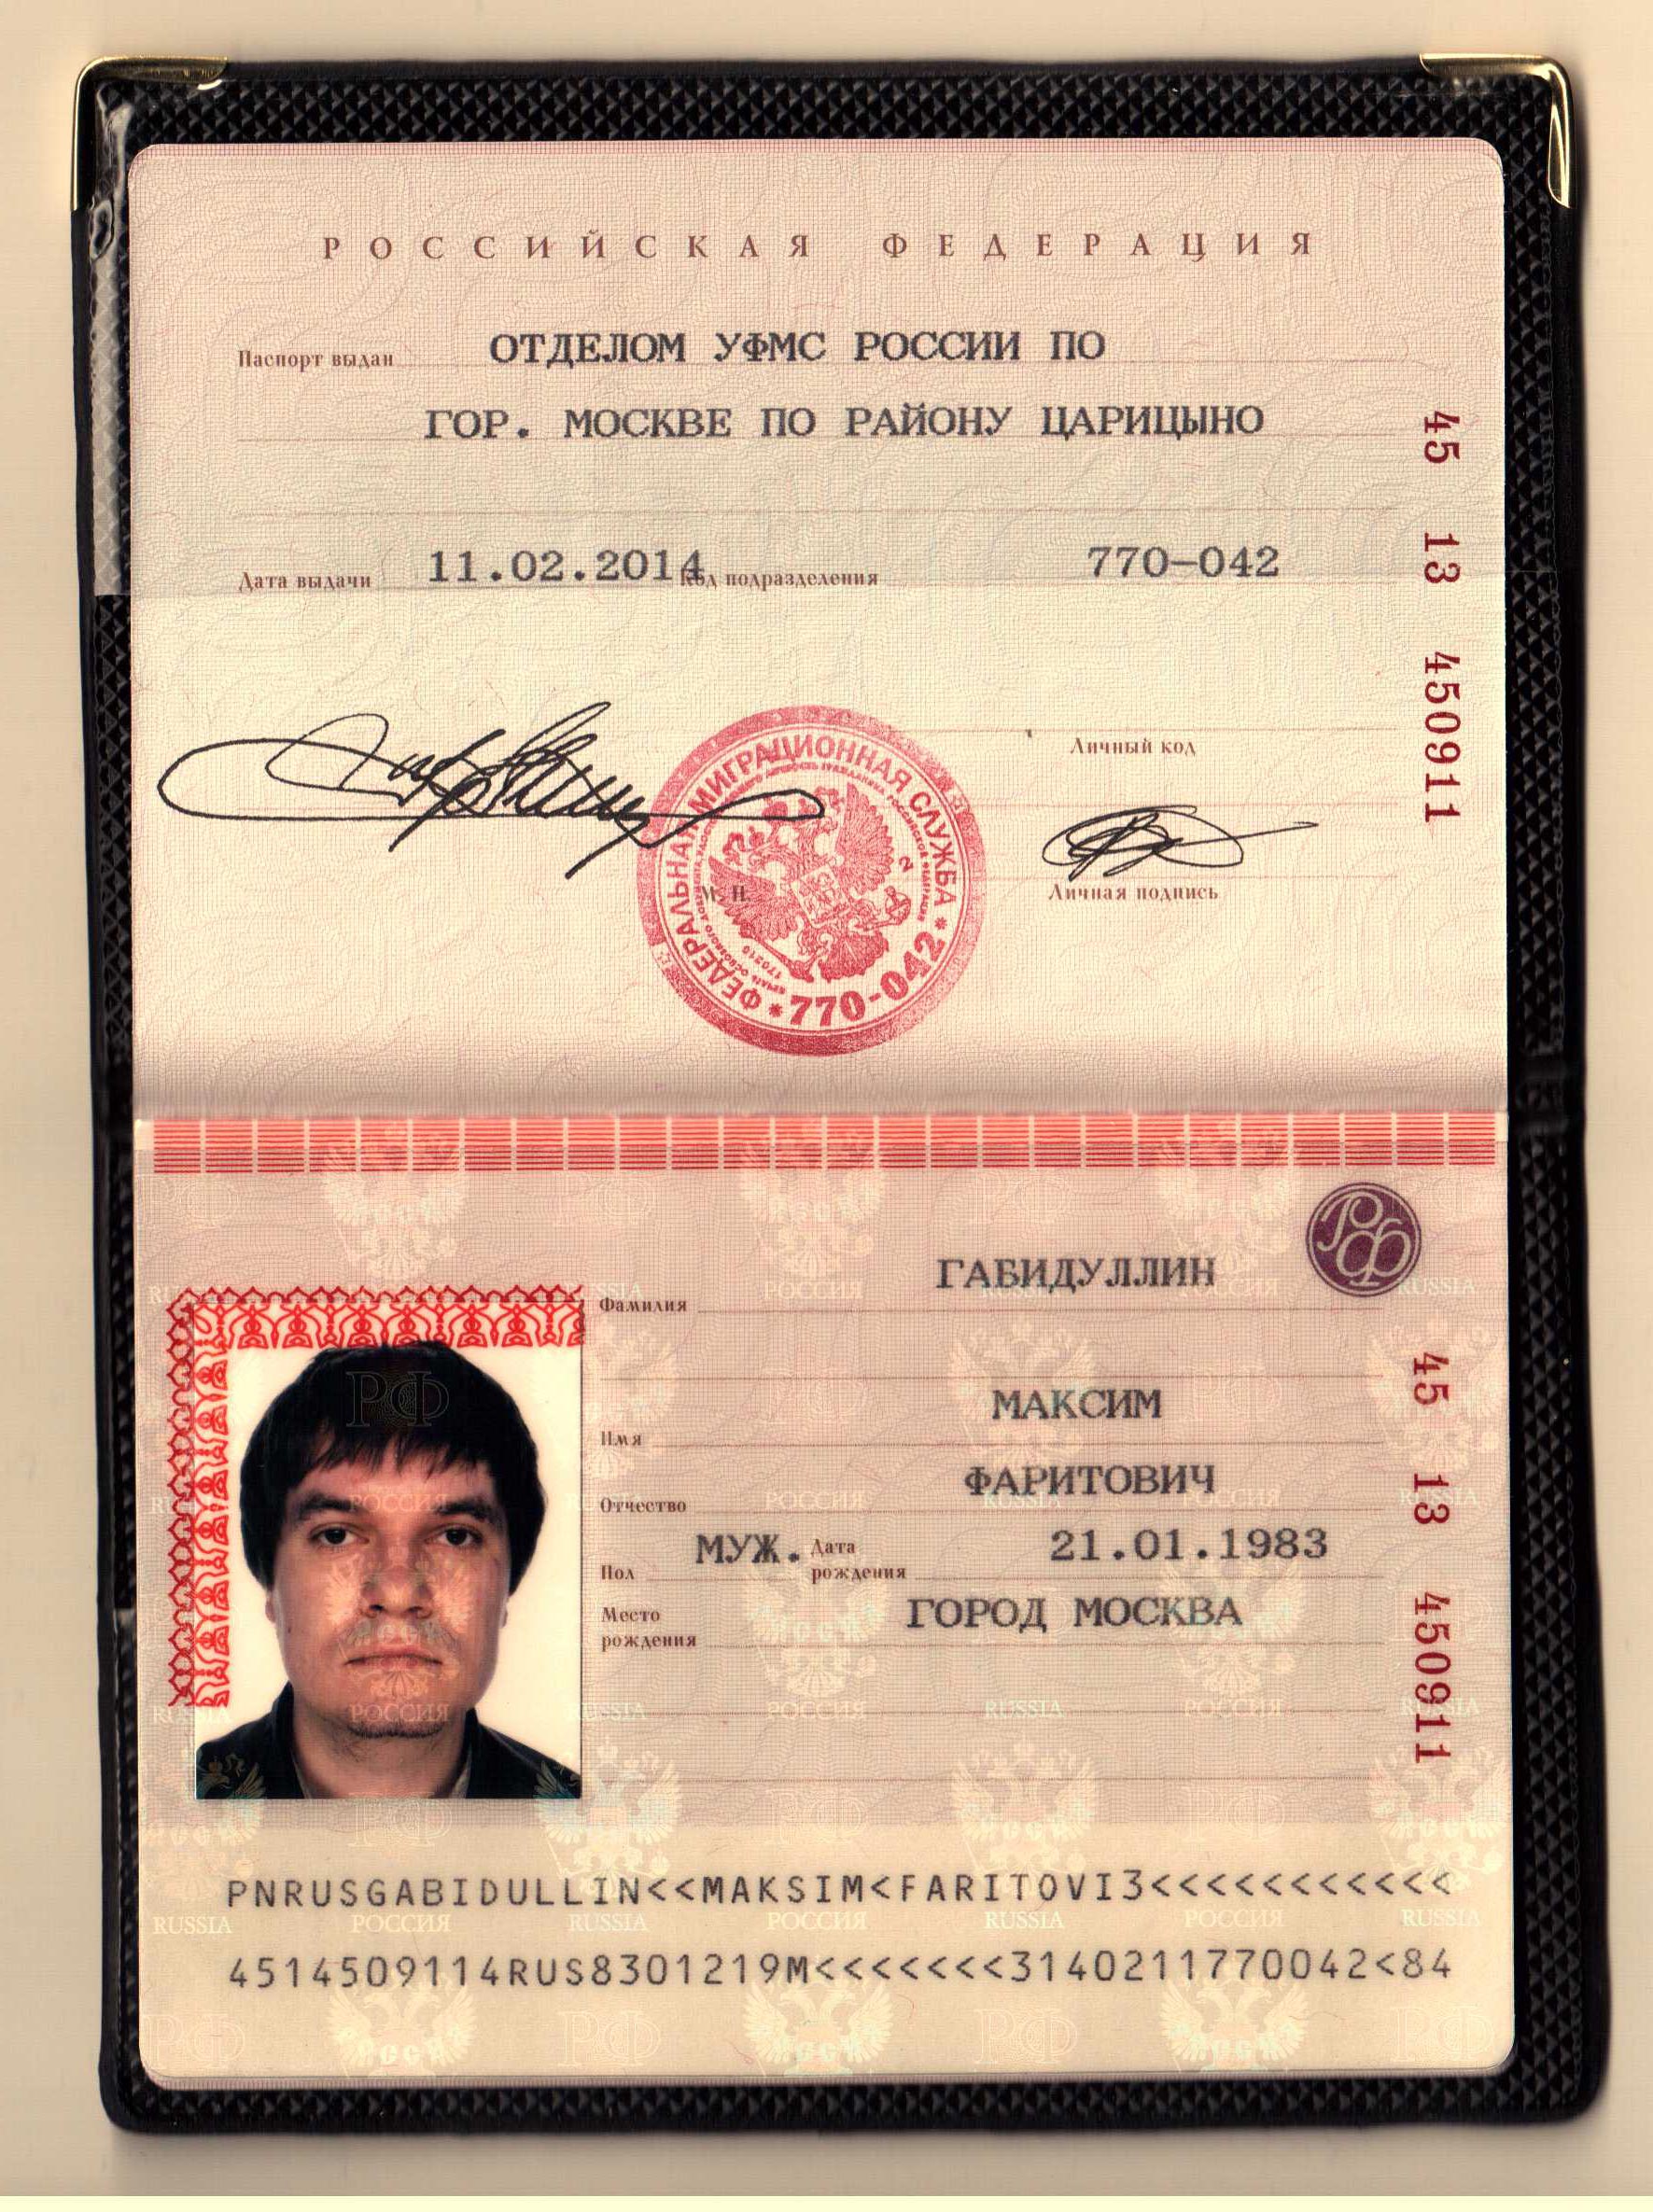 РОССИЙСКАЯ ФЕДЕРАЦИЯ
Паспорт выдан ОТДЕЛОМ УФМС РОССИИ ПО
ГОР. МОСКВЕ ПО РАЙОНУ ЦАРИЦЫНО
Дата выдачи 11.02.2014 Код подразделения 770-042
45 13 450911
Личный код
ФЕДЕРАЛЬНАЯ МИГРАЦИОННАЯ СЛУЖБА
* 770-042 *
М.П.
Личная подпись
РФ
Фамилия ГАБИДУЛЛИН
Имя МАКСИМ
Отчество ФАРИТОВИЧ
Пол МУЖ. Дата рождения 21.01.1983
Место рождения ГОРОД МОСКВА
45 13 450911
РОССИЯ RUSSIA
PNRUSGABIDULLIN<<MAKSIM<FARITOVI3<<<<<<<<<<<
4514509114RUS8301219M<<<<<<<3140211770042<84